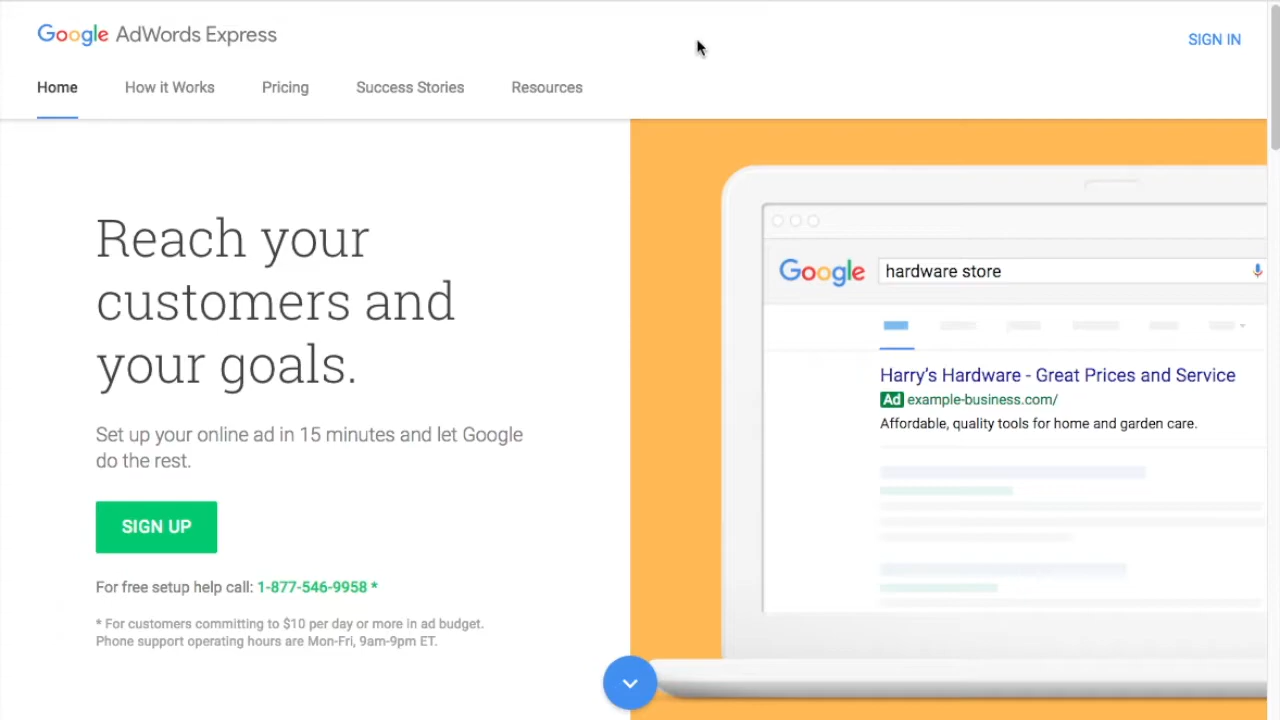 Google AdWords Express
SIGN IN
Home How it Works Pricing Success Stories Resources
Reach your
customers and
your goals.
Set up your online ad in 15 minutes and let Google
do the rest.
SIGN UP
For free setup help call: 1-877-546-9958 *
* For customers committing to $10 per day or more in ad budget.
Phone support operating hours are Mon-Fri, 9am-9pm ET.
Google hardware store
Harry's Hardware - Great Prices and Service
Ad example-business.com/
Affordable, quality tools for home and garden care.